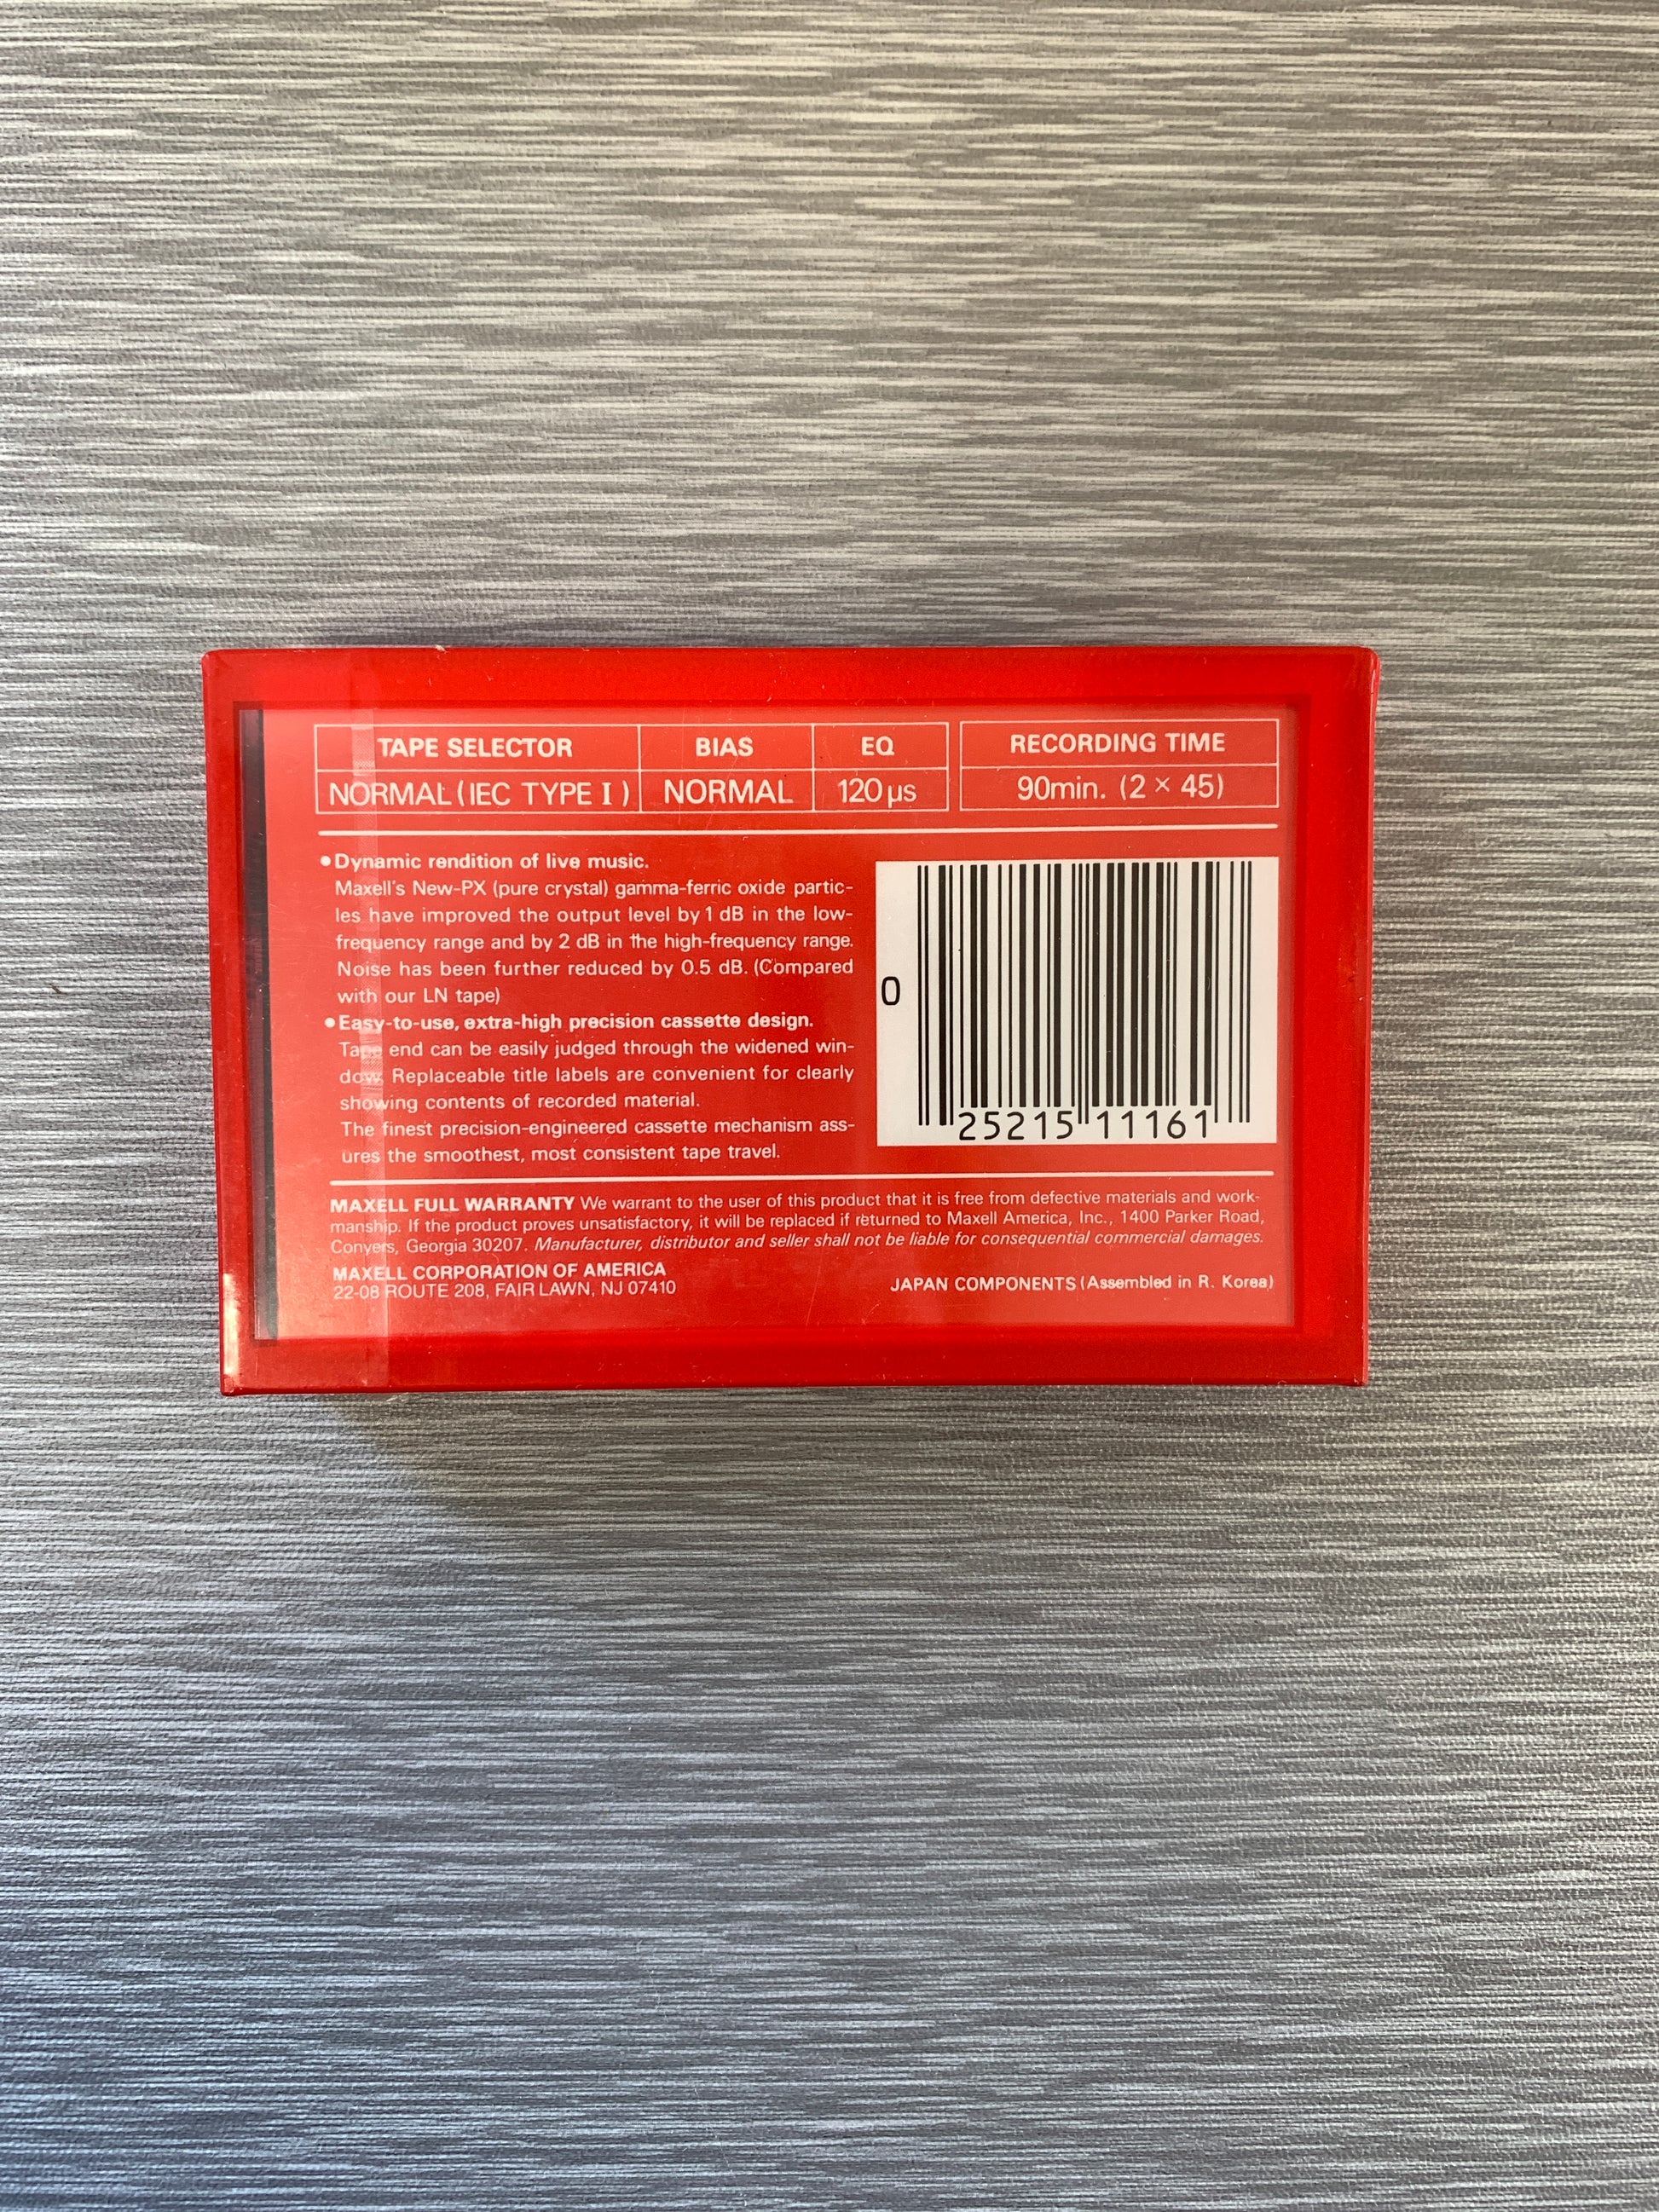 TAPE SELECTOR BIAS EQ RECORDING TIME
NORMAL (IEC TYPE I) NORMAL 120µs 90min. (2 × 45)
●Dynamic rendition of live music.
Maxell's New-PX (pure crystal) gamma-ferric oxide partic-
les have improved the output level by 1 dB in the low-
frequency range and by 2 dB in the high-frequency range.
Noise has been further reduced by 0.5 dB. (Compared
with our LN tape)
●Easy-to-use, extra-high precision cassette design.
Tape end can be easily judged through the widened win-
dow. Replaceable title labels are convenient for clearly
showing contents of recorded material.
The finest precision-engineered cassette mechanism ass-
ures the smoothest, most consistent tape travel.
0 25215 11161
MAXELL FULL WARRANTY We warrant to the user of this product that it is free from defective materials and work-
manship. If the product proves unsatisfactory, it will be replaced if returned to Maxell America, Inc., 1400 Parker Road,
Conyers, Georgia 30207. Manufacturer, distributor and seller shall not be liable for consequential commercial damages.
MAXELL CORPORATION OF AMERICA
22-08 ROUTE 208, FAIR LAWN, NJ 07410
JAPAN COMPONENTS (Assembled in R. Korea)